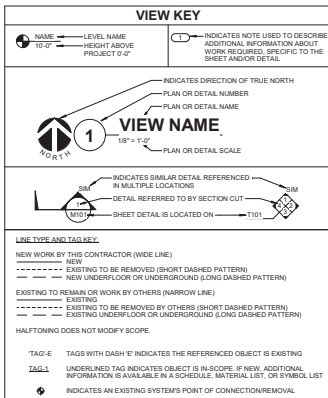 VIEW KEY
NAME
10'-0"
LEVEL NAME
HEIGHT ABOVE
PROJECT 0'-0"
1
INDICATES NOTE USED TO DESCRIBE
ADDITIONAL INFORMATION ABOUT
WORK REQUIRED, SPECIFIC TO THE
SHEET AND/OR DETAIL
INDICATES DIRECTION OF TRUE NORTH
PLAN OR DETAIL NUMBER
PLAN OR DETAIL NAME
NORTH
1
VIEW NAME
1/8" = 1'-0"
PLAN OR DETAIL SCALE
INDICATES SIMILAR DETAIL REFERENCED
IN MULTIPLE LOCATIONS
SIM
SIM
DETAIL REFERRED TO BY SECTION CUT
1
M101
SHEET DETAIL IS LOCATED ON
T101
1
4 2
3
LINE TYPE AND TAG KEY:
NEW WORK BY THIS CONTRACTOR (WIDE LINE)
NEW
EXISTING TO BE REMOVED (SHORT DASHED PATTERN)
NEW UNDERFLOOR OR UNDERGROUND (LONG DASHED PATTERN)
EXISTING TO REMAIN OR WORK BY OTHERS (NARROW LINE)
EXISTING
EXISTING TO BE REMOVED BY OTHERS (SHORT DASHED PATTERN)
EXISTING UNDERFLOOR OR UNDERGROUND (LONG DASHED PATTERN)
HALFTONING DOES NOT MODIFY SCOPE.
'TAG'-E TAGS WITH DASH 'E' INDICATES THE REFERENCED OBJECT IS EXISTING
TAG-1 UNDERLINED TAG INDICATES OBJECT IS IN-SCOPE. IF NEW, ADDITIONAL
INFORMATION IS AVAILABLE IN A SCHEDULE, MATERIAL LIST, OR SYMBOL LIST
INDICATES AN EXISTING SYSTEM'S POINT OF CONNECTION/REMOVAL